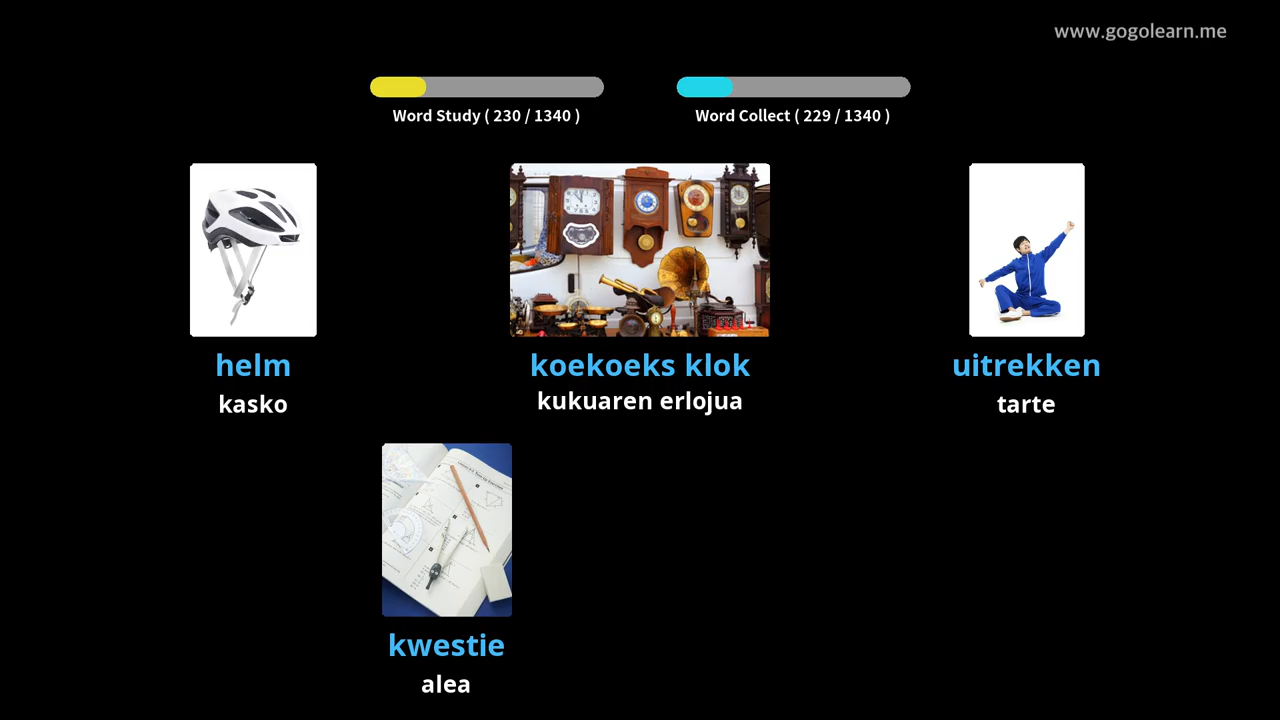 www.gogolearn.me
Word Study ( 230 / 1340 )
Word Collect ( 229 / 1340 )
helm
kasko
koekoeks klok
kukuaren erlojua
uitrekken
tarte
kwestie
alea